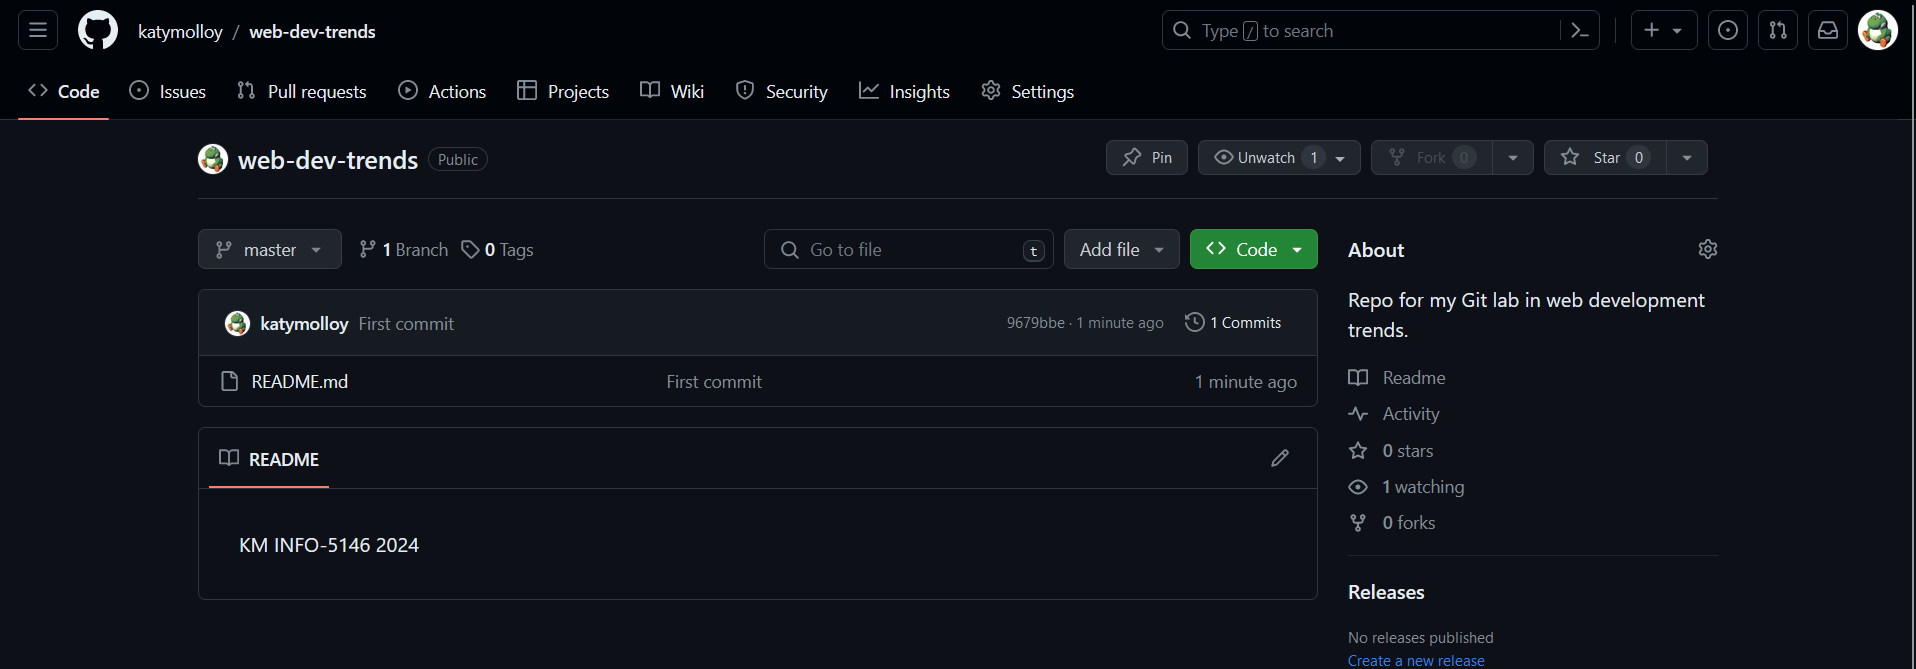 katymolloy / web-dev-trends
Type / to search
Code
Issues
Pull requests
Actions
Projects
Wiki
Security
Insights
Settings
web-dev-trends Public
Pin
Unwatch 1
Fork 0
Star 0
master
1 Branch
0 Tags
Go to file t
Add file
Code
katymolloy First commit
9679bbe · 1 minute ago
1 Commits
README.md
First commit
1 minute ago
README
KM INFO-5146 2024
About
Repo for my Git lab in web development
trends.
Readme
Activity
0 stars
1 watching
0 forks
Releases
No releases published
Create a new release